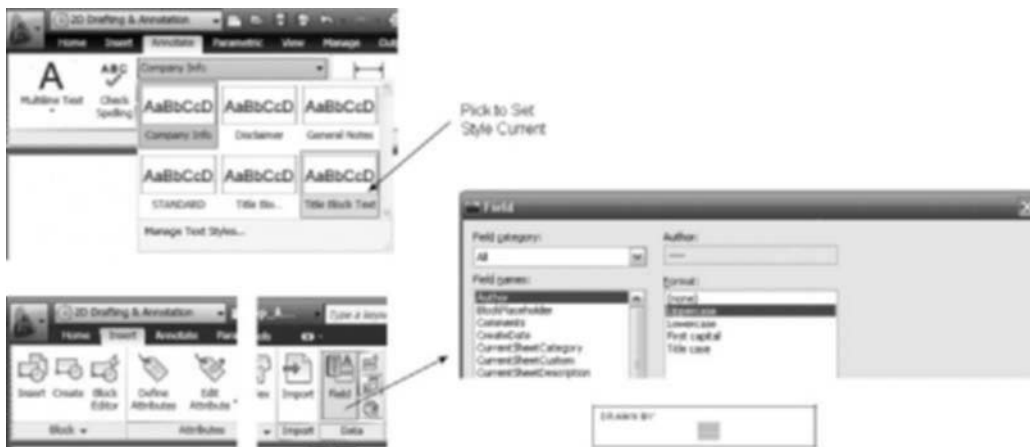 2D Drafting & Annotation
Home Insert Annotate Parametric View Manage
Multiline Text
ABC
Check Spelling
Company Info
AaBbCcD AaBbCcD AaBbCcD
Company Info Disclaimer General Notes
AaBbCcD AaBbCcD AaBbCcD
STANDARD Title Blo... Title Block Text
Manage Text Styles...
Pick to Set
Style Current
Field
Field category: Author:
All ----
Field names: Format:
Author (none)
BlockPlaceholder Uppercase
Comments Lowercase
CreateDate First capital
CurrentSheetCategory Title case
CurrentSheetCustom
CurrentSheetDescription
2D Drafting & Annotation
Home Insert Annotate
Insert Create Block Editor Define Attributes Edit Attribute Import Field
Block Attributes Import Data
DRAWN BY